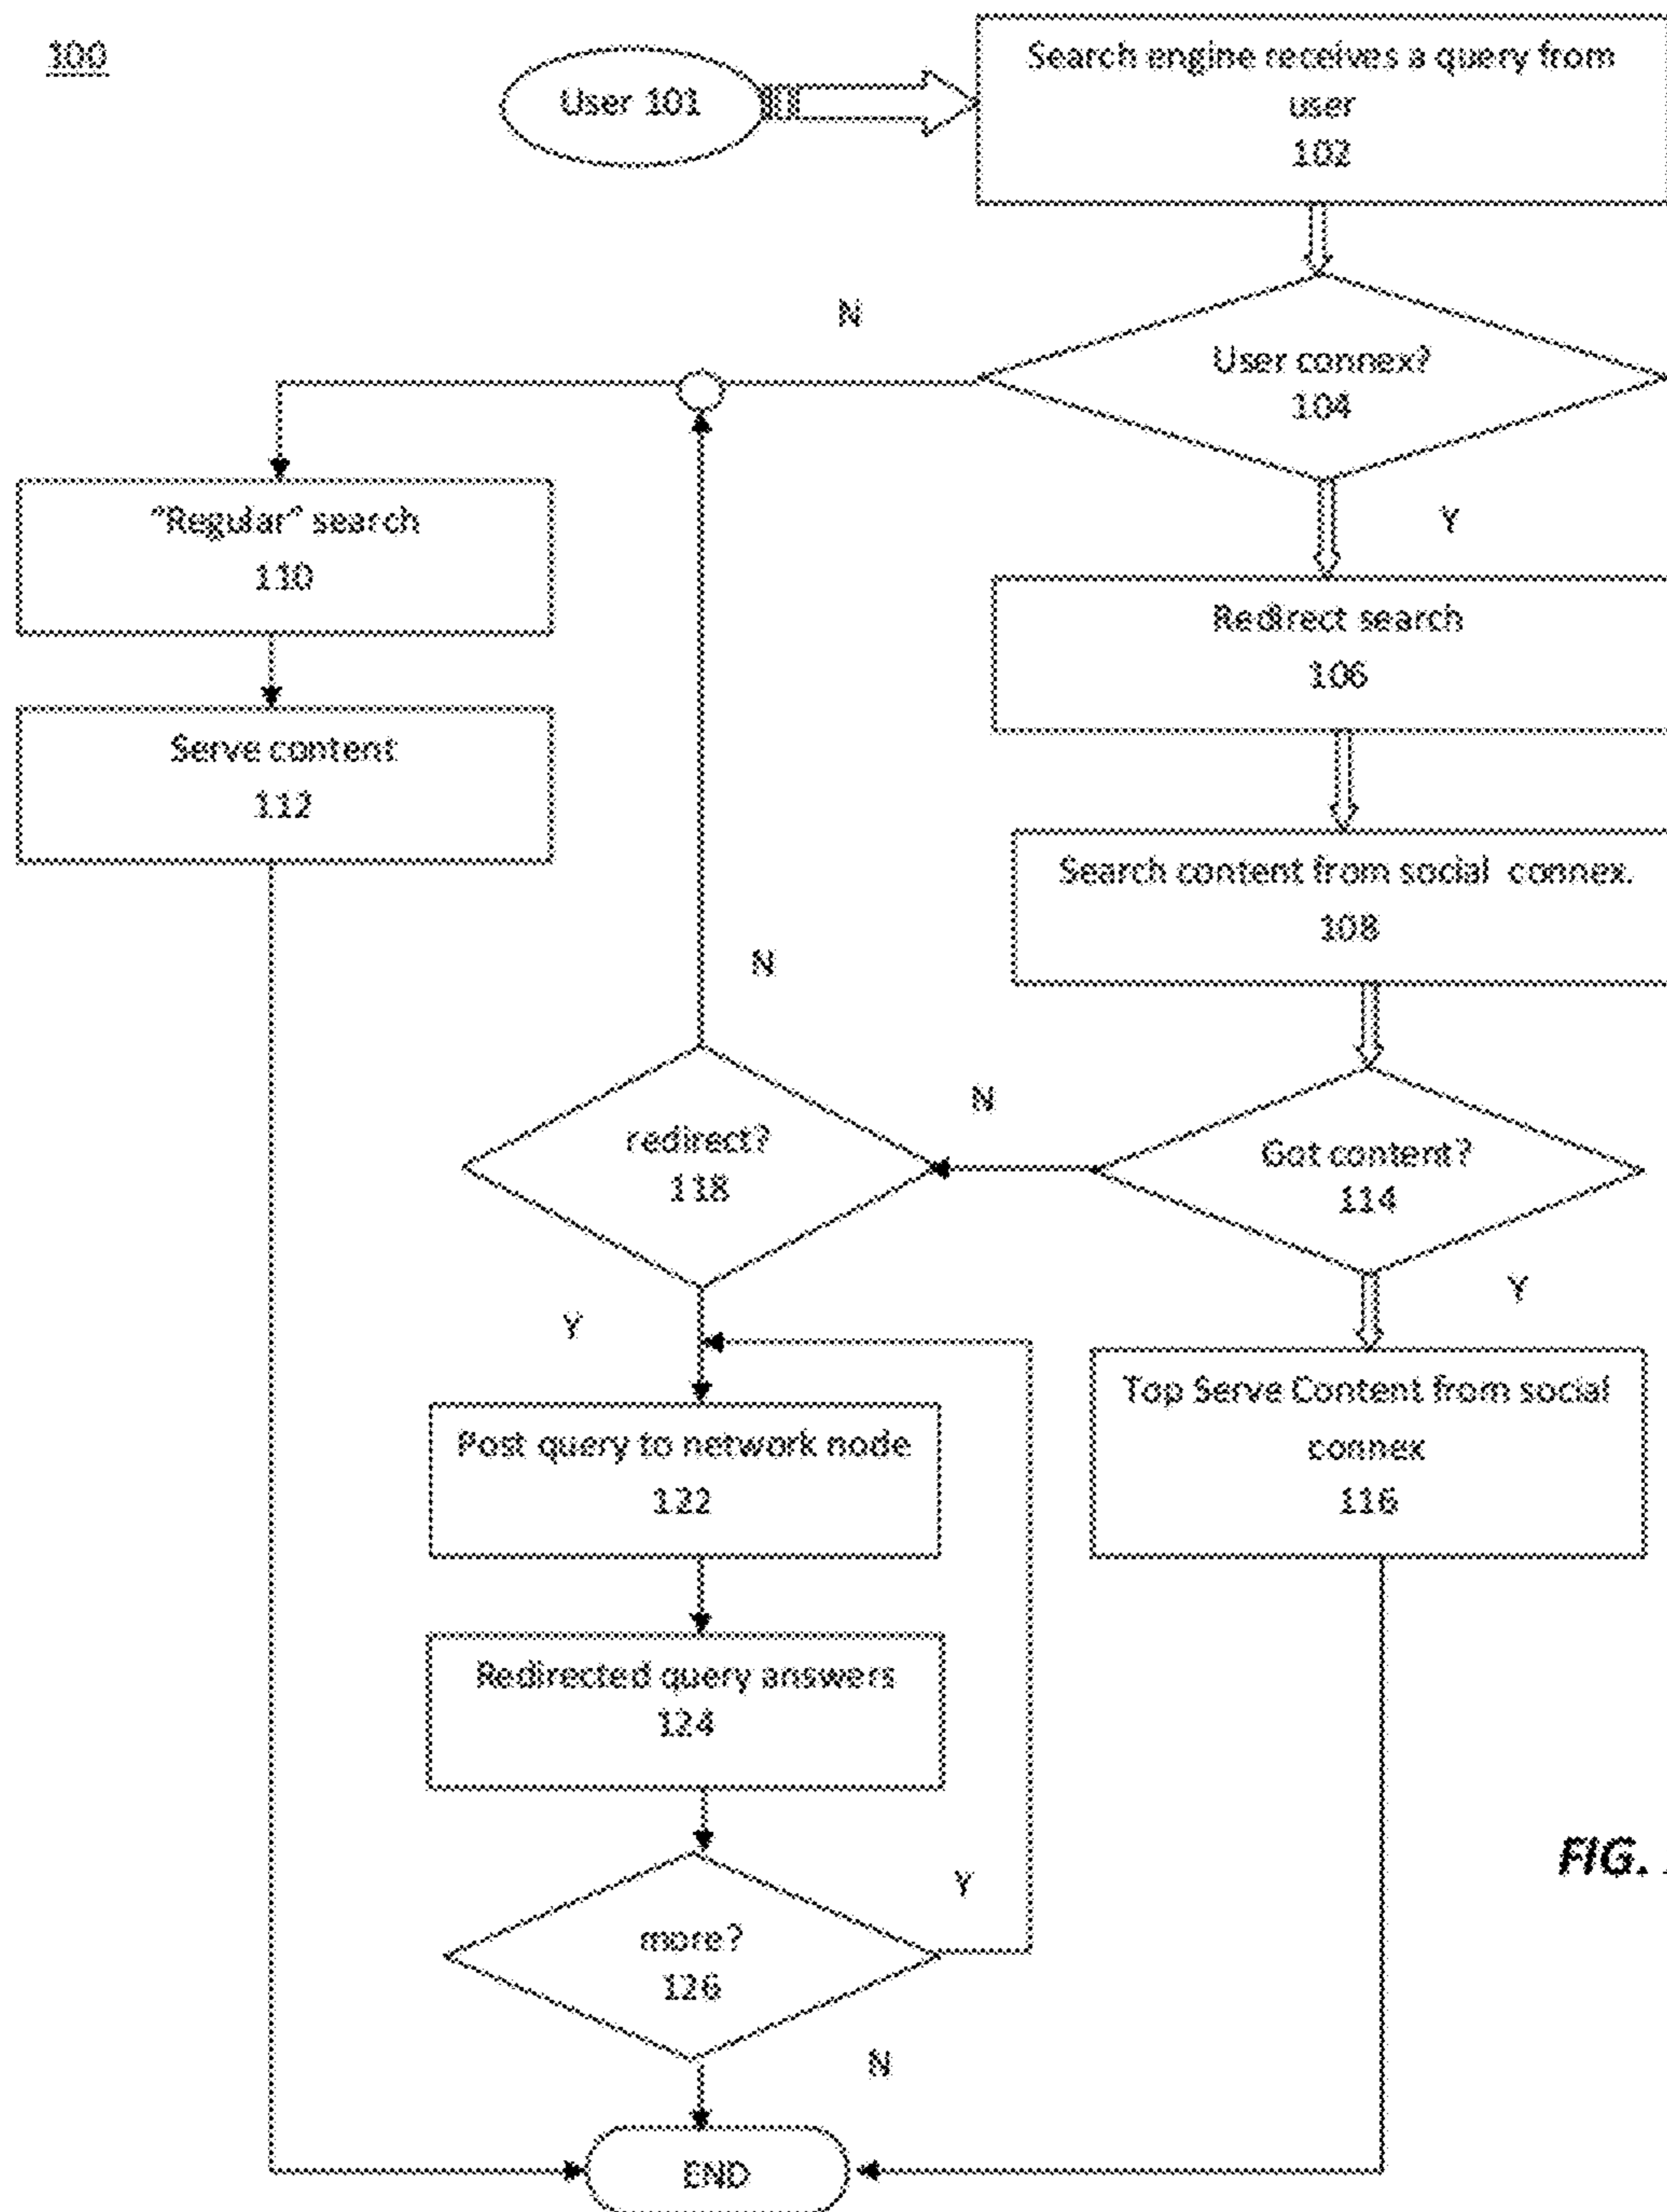 100
User 101
Search engine receives a query from
user
102
N
User connex?
104
Y
"Regular" search
110
Redirect search
106
Serve content
112
Search content from social connex.
108
N
N
redirect?
118
Got content?
114
Y
Y
Top Serve Content from social
connex
116
Post query to network node
122
Redirected query answers
124
more?
126
Y
N
END
FIG.